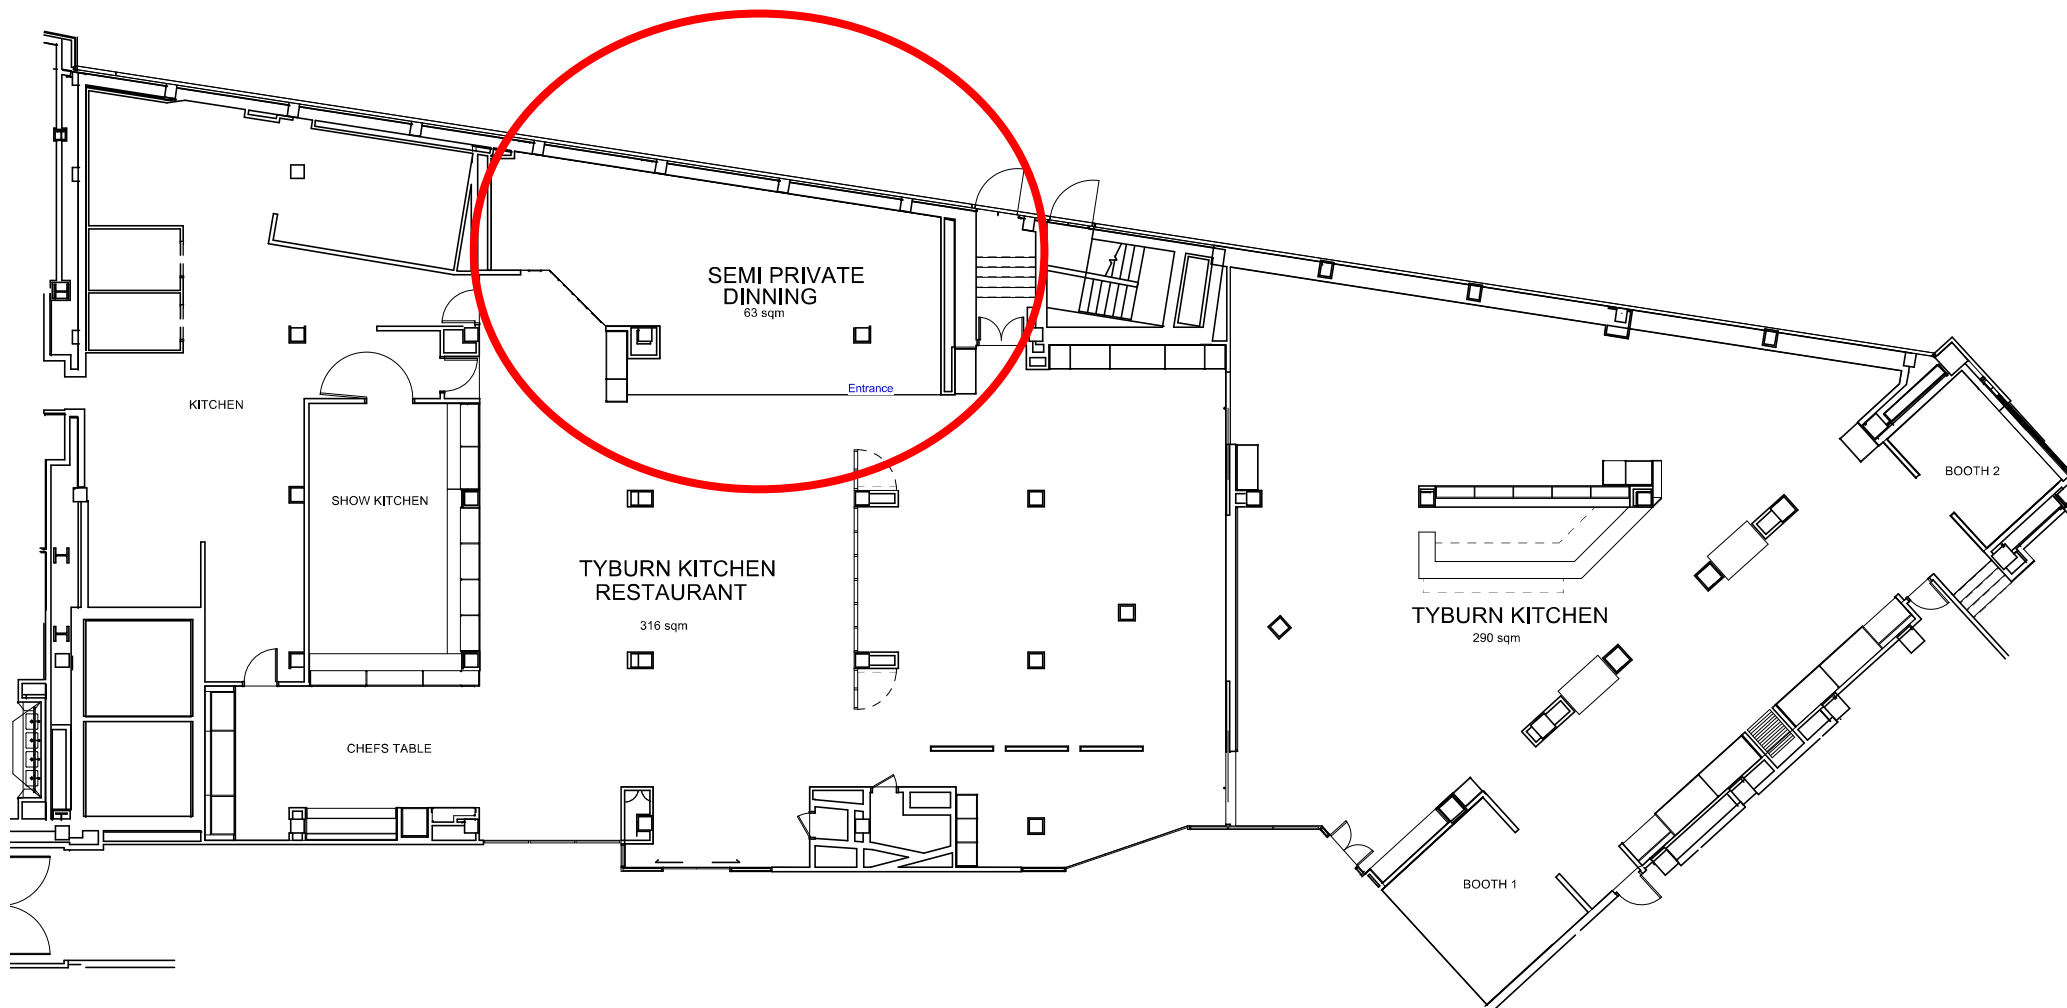 SEMI PRIVATE
DINNING
63 sqm
Entrance
KITCHEN
SHOW KITCHEN
BOOTH 2
TYBURN KITCHEN
RESTAURANT
316 sqm
TYBURN KITCHEN
290 sqm
CHEFS TABLE
BOOTH 1